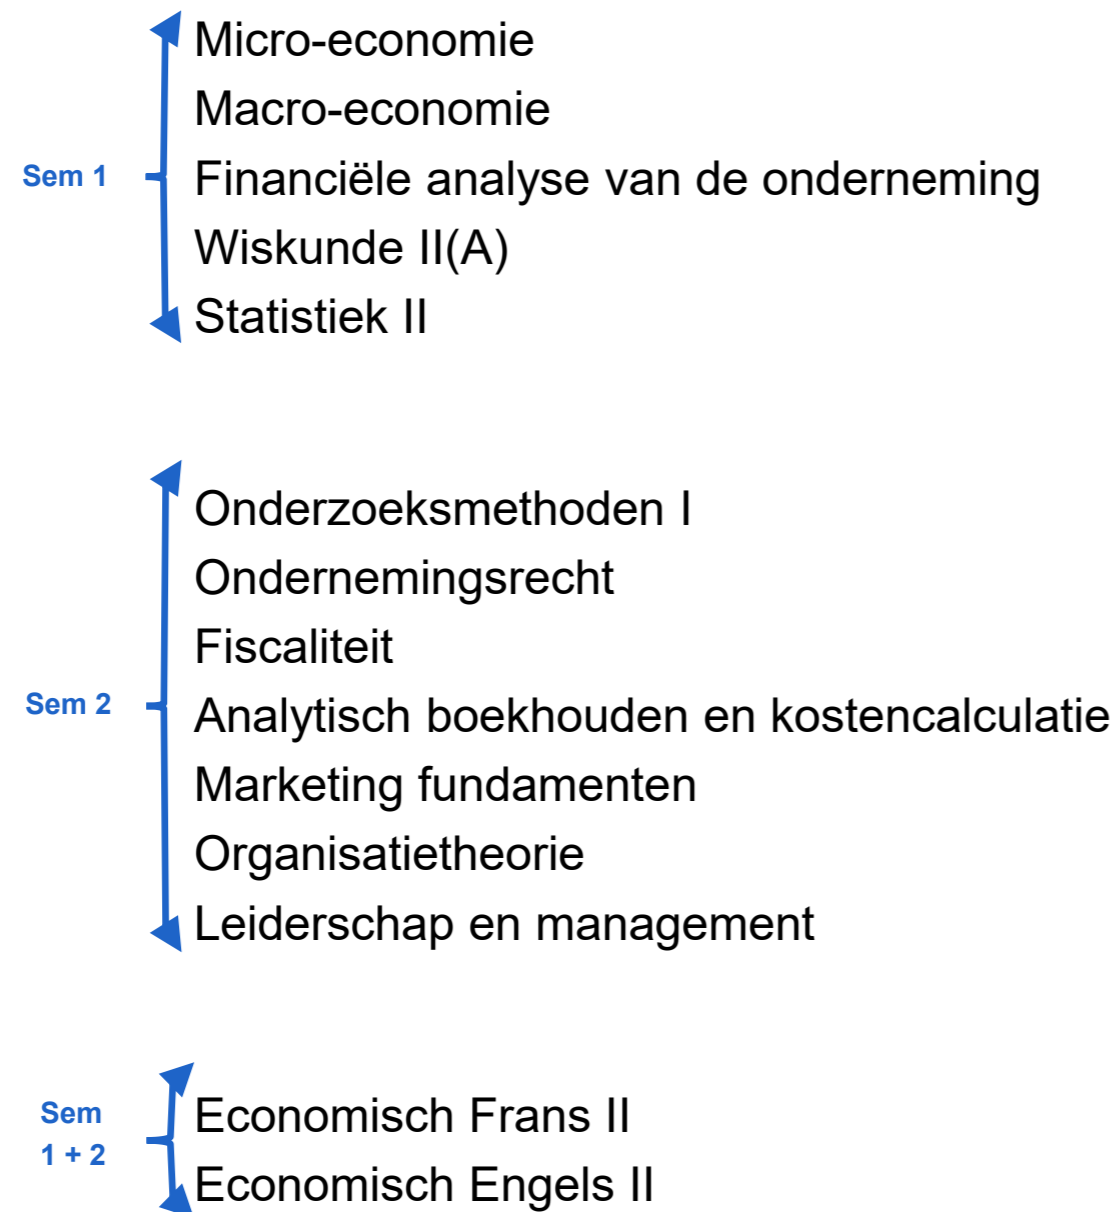 Micro-economie
Macro-economie
Sem 1
Financiële analyse van de onderneming
Wiskunde II(A)
Statistiek II
Onderzoeksmethoden I
Ondernemingsrecht
Fiscaliteit
Sem 2
Analytisch boekhouden en kostencalculatie
Marketing fundamenten
Organisatietheorie
Leiderschap en management
Sem
1 + 2
Economisch Frans II
Economisch Engels II